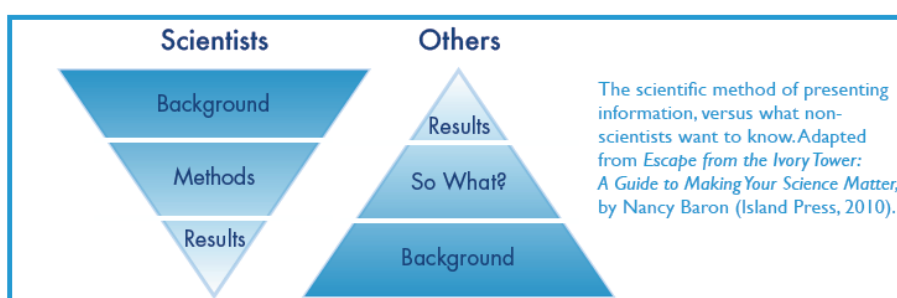 Scientists
Others
Background
Methods
Results
Results
So What?
Background
The scientific method of presenting
information, versus what non-
scientists want to know. Adapted
from Escape from the Ivory Tower:
A Guide to Making Your Science Matter,
by Nancy Baron (Island Press, 2010).